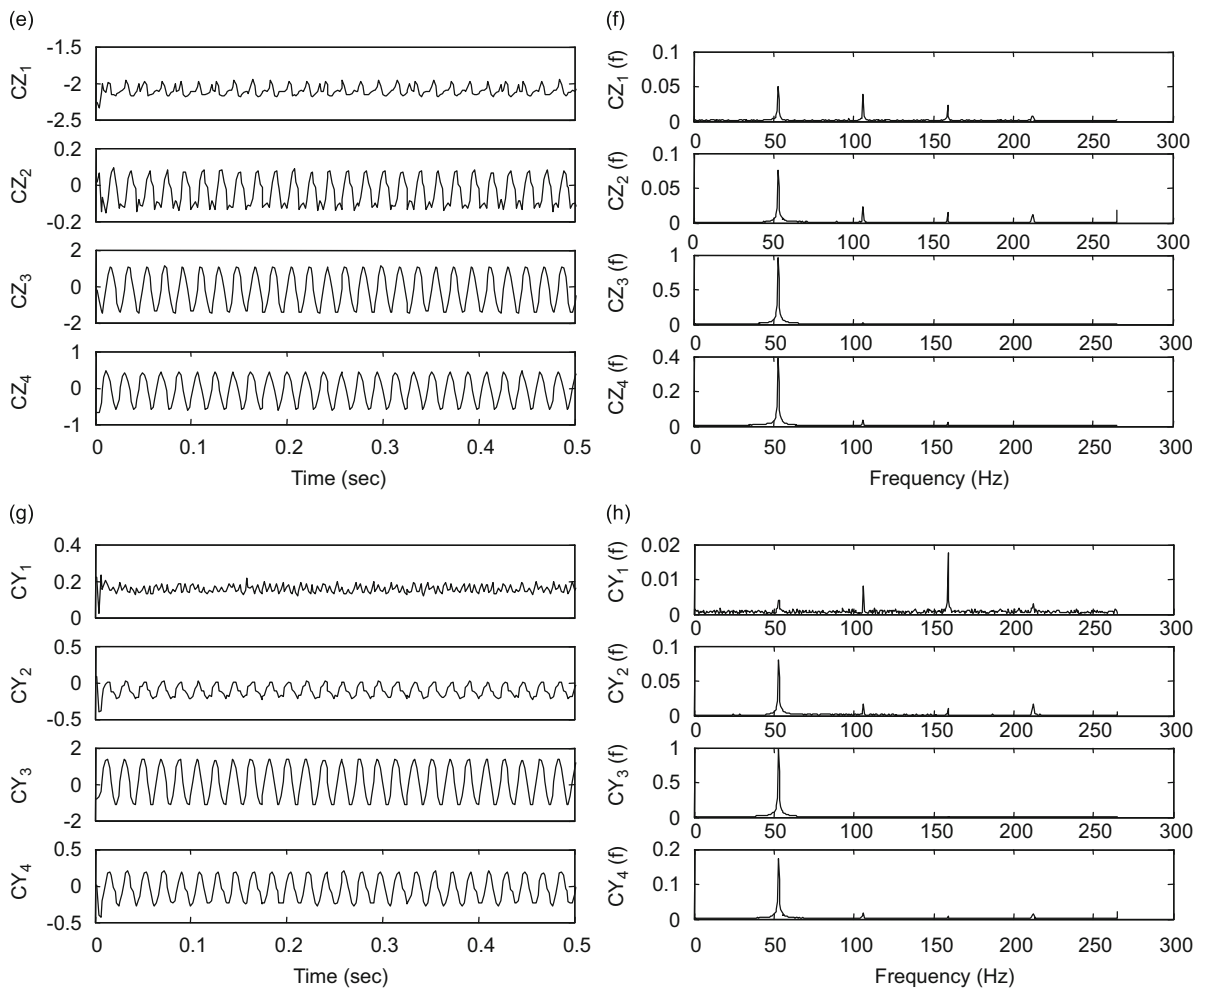 (e)
-1.5
CZ1
-2
-2.5
0.2
CZ2
0
-0.2
2
CZ3
0
-2
1
CZ4
0
-1
0 0.1 0.2 0.3 0.4 0.5
Time (sec)
(f)
0.1
CZ1 (f)
0.05
0
0 50 100 150 200 250 300
0.1
CZ2 (f)
0.05
0
0 50 100 150 200 250 300
1
CZ3 (f)
0.5
0
0 50 100 150 200 250 300
0.4
CZ4 (f)
0.2
0
0 50 100 150 200 250 300
Frequency (Hz)
(g)
0.4
CY1
0.2
0
0.5
CY2
0
-0.5
2
CY3
0
-2
0.5
CY4
0
-0.5
0 0.1 0.2 0.3 0.4 0.5
Time (sec)
(h)
0.02
CY1 (f)
0.01
0
0 50 100 150 200 250 300
0.1
CY2 (f)
0.05
0
0 50 100 150 200 250 300
1
CY3 (f)
0.5
0
0 50 100 150 200 250 300
0.2
CY4 (f)
0.1
0
0 50 100 150 200 250 300
Frequency (Hz)